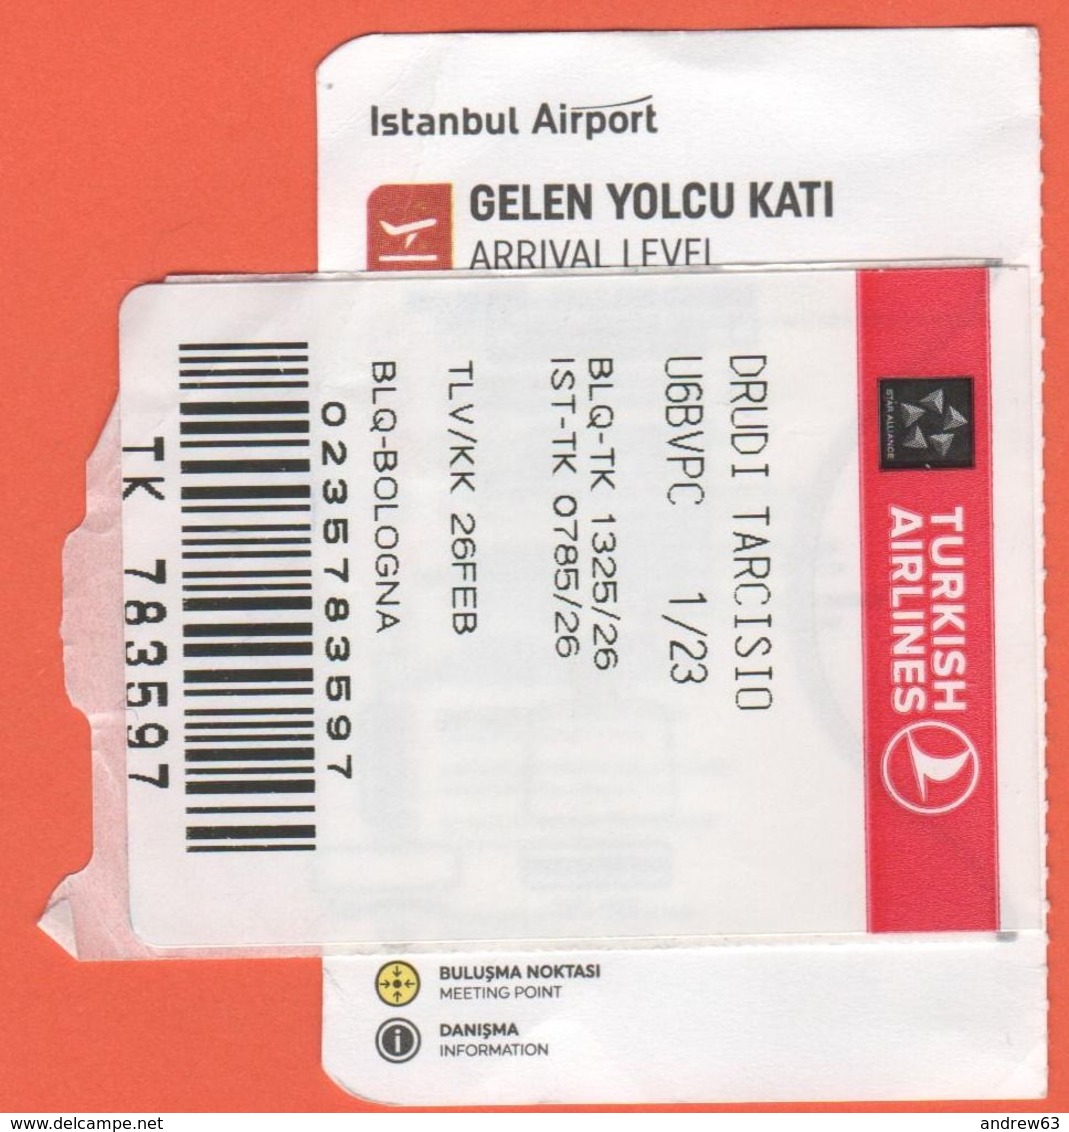 Istanbul Airport
GELEN YOLCU KATI
ARRIVAL LEVEL
TURKISH
AIRLINES
STAR ALLIANCE
DRUDI TARCISIO
U6BVPC 1/23
BLQ-TK 1325/26
IST-TK 0785/26
TLV/KK 26FEB
BLQ-BOLOGNA
0235783597
TK 783597
BULUŞMA NOKTASI
MEETING POINT
DANIŞMA
INFORMATION
www.delcampe.net
andrew63